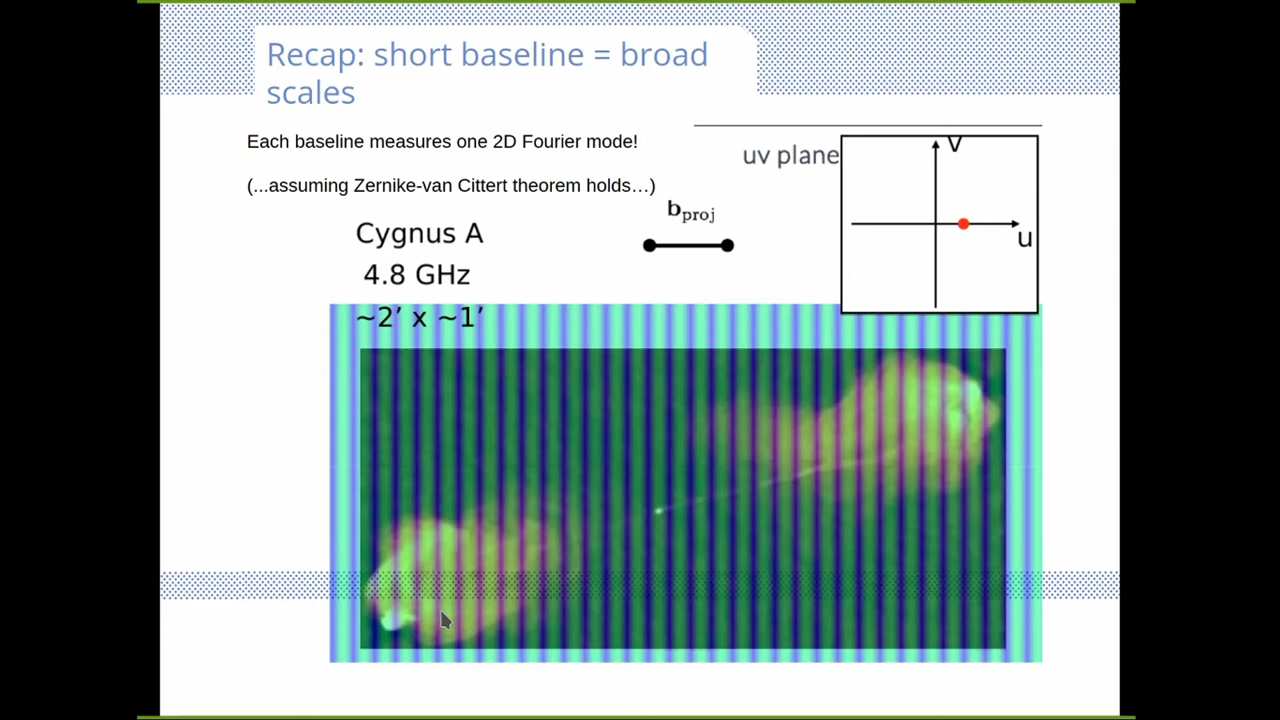 Recap: short baseline = broad
scales
Each baseline measures one 2D Fourier mode!
(...assuming Zernike-van Cittert theorem holds…)
uv plane
v
u
b proj
Cygnus A
4.8 GHz
~2’ x ~1’